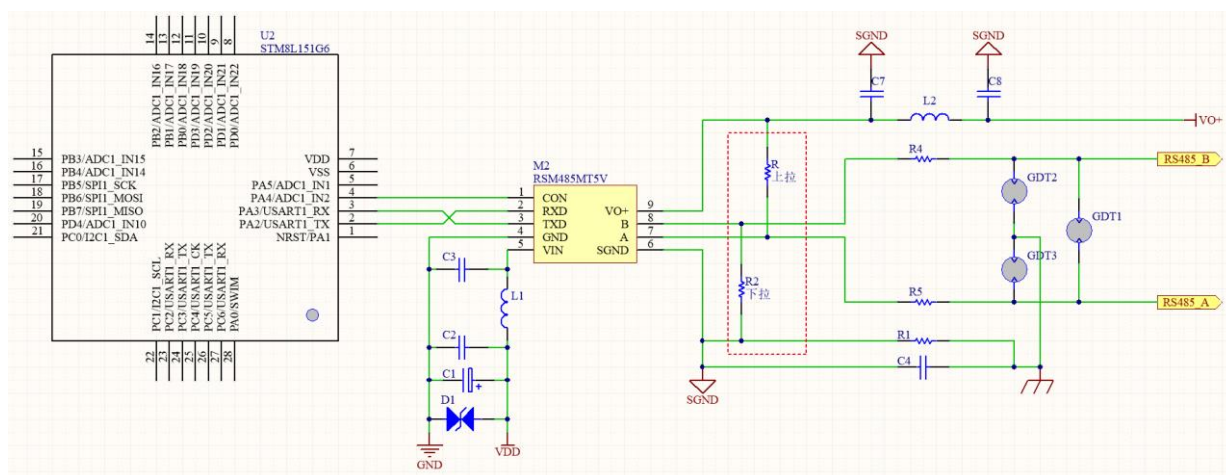 U2
STM8L151G6
14
13
12
11
10
9
8
PB2/ADC1_IN16
PB1/ADC1_IN17
PB0/ADC1_IN18
PD3/ADC1_IN19
PD2/ADC1_IN20
PD1/ADC1_IN21
PD0/ADC1_IN22
15 PB3/ADC1_IN15
16 PB4/ADC1_IN14
17 PB5/SPI1_SCK
18 PB6/SPI1_MOSI
19 PB7/SPI1_MISO
20 PD4/ADC1_IN10
21 PC0/I2C1_SDA
VDD 7
VSS 6
PA5/ADC1_IN1 5
PA4/ADC1_IN2 4
PA3/USART1_RX 3
PA2/USART1_TX 2
NRST/PA1 1
PC1/I2C1_SCL
PC2/USART1_RX
PC3/USART1_TX
PC4/USART1_CK
PC5/USART1_TX
PC6/USART1_RX
PA0/SWIM
22
23
24
25
26
27
28
M2
RSM485MT5V
1 CON
2 RXD
3 TXD
4 GND
5 VIN
VO+ 9
B 8
A 7
SGND 6
C3
L1
C2
C1
+
D1
GND
VDD
SGND
SGND
C7
C8
L2
VO+
R
上拉
R2
下拉
R4
RS485_B
GDT2
GDT1
GDT3
R5
RS485_A
R1
C4
SGND